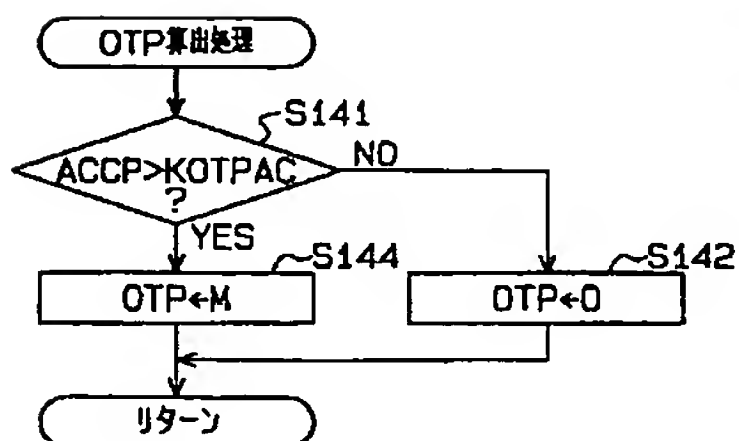 OTP算出処理
S141
ACCP>KOTPAC
?
NO
YES
S144
S142
OTP←M
OTP←0
リターン